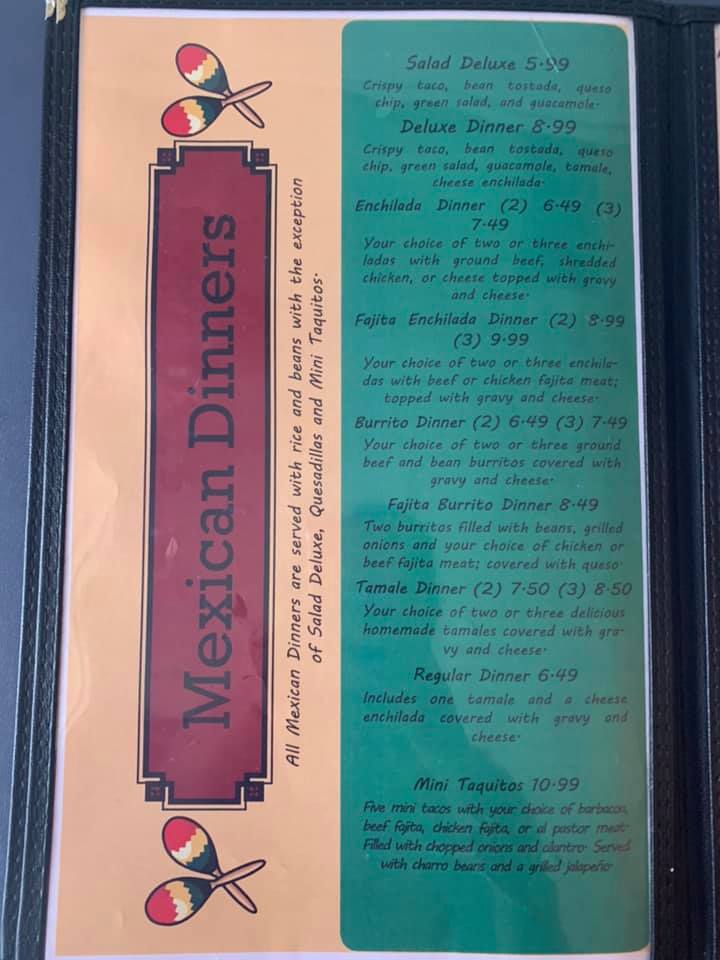 Mexican Dinners
All Mexican Dinners are served with rice and beans with the exception
of Salad Deluxe, Quesadillas and Mini Taquitos.
Salad Deluxe 5.99
Crispy taco, bean tostada, queso
chip, green salad, and guacamole.
Deluxe Dinner 8.99
Crispy taco, bean tostada, queso
chip, green salad, guacamole, tamale,
cheese enchilada.
Enchilada Dinner (2) 6.49 (3)
7.49
Your choice of two or three enchi-
ladas with ground beef, shredded
chicken, or cheese topped with gravy
and cheese.
Fajita Enchilada Dinner (2) 8.99
(3) 9.99
Your choice of two or three enchila-
das with beef or chicken fajita meat;
topped with gravy and cheese.
Burrito Dinner (2) 6.49 (3) 7.49
Your choice of two or three ground
beef and bean burritos covered with
gravy and cheese.
Fajita Burrito Dinner 8.49
Two burritos filled with beans, grilled
onions and your choice of chicken or
beef fajita meat; covered with queso.
Tamale Dinner (2) 7.50 (3) 8.50
Your choice of two or three delicious
homemade tamales covered with gra-
vy and cheese.
Regular Dinner 6.49
Includes one tamale and a cheese
enchilada covered with gravy and
cheese.
Mini Taquitos 10.99
Five mini tacos with your choice of barbacoa,
beef fajita, chicken fajita, or al pastor meat.
Filled with chopped onions and cilantro. Served
with charro beans and a grilled jalapeño.